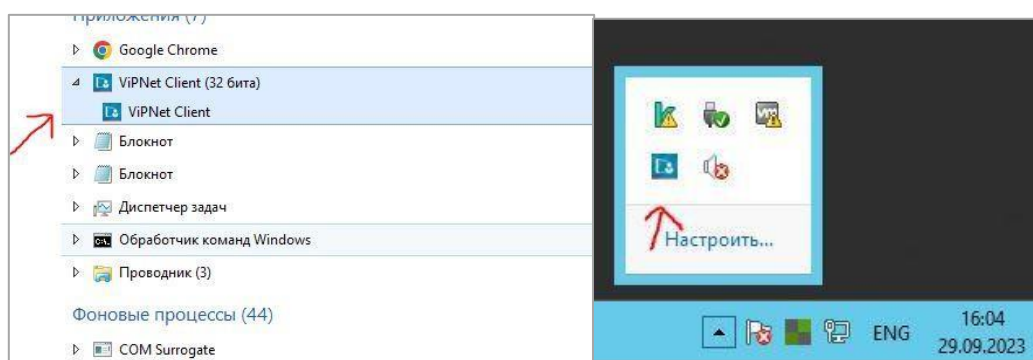 Приложения (7)
Google Chrome
ViPNet Client (32 бита)
ViPNet Client
Блокнот
Блокнот
Диспетчер задач
Обработчик команд Windows
Проводник (3)
Фоновые процессы (44)
COM Surrogate
Настроить...
ENG
16:04
29.09.2023